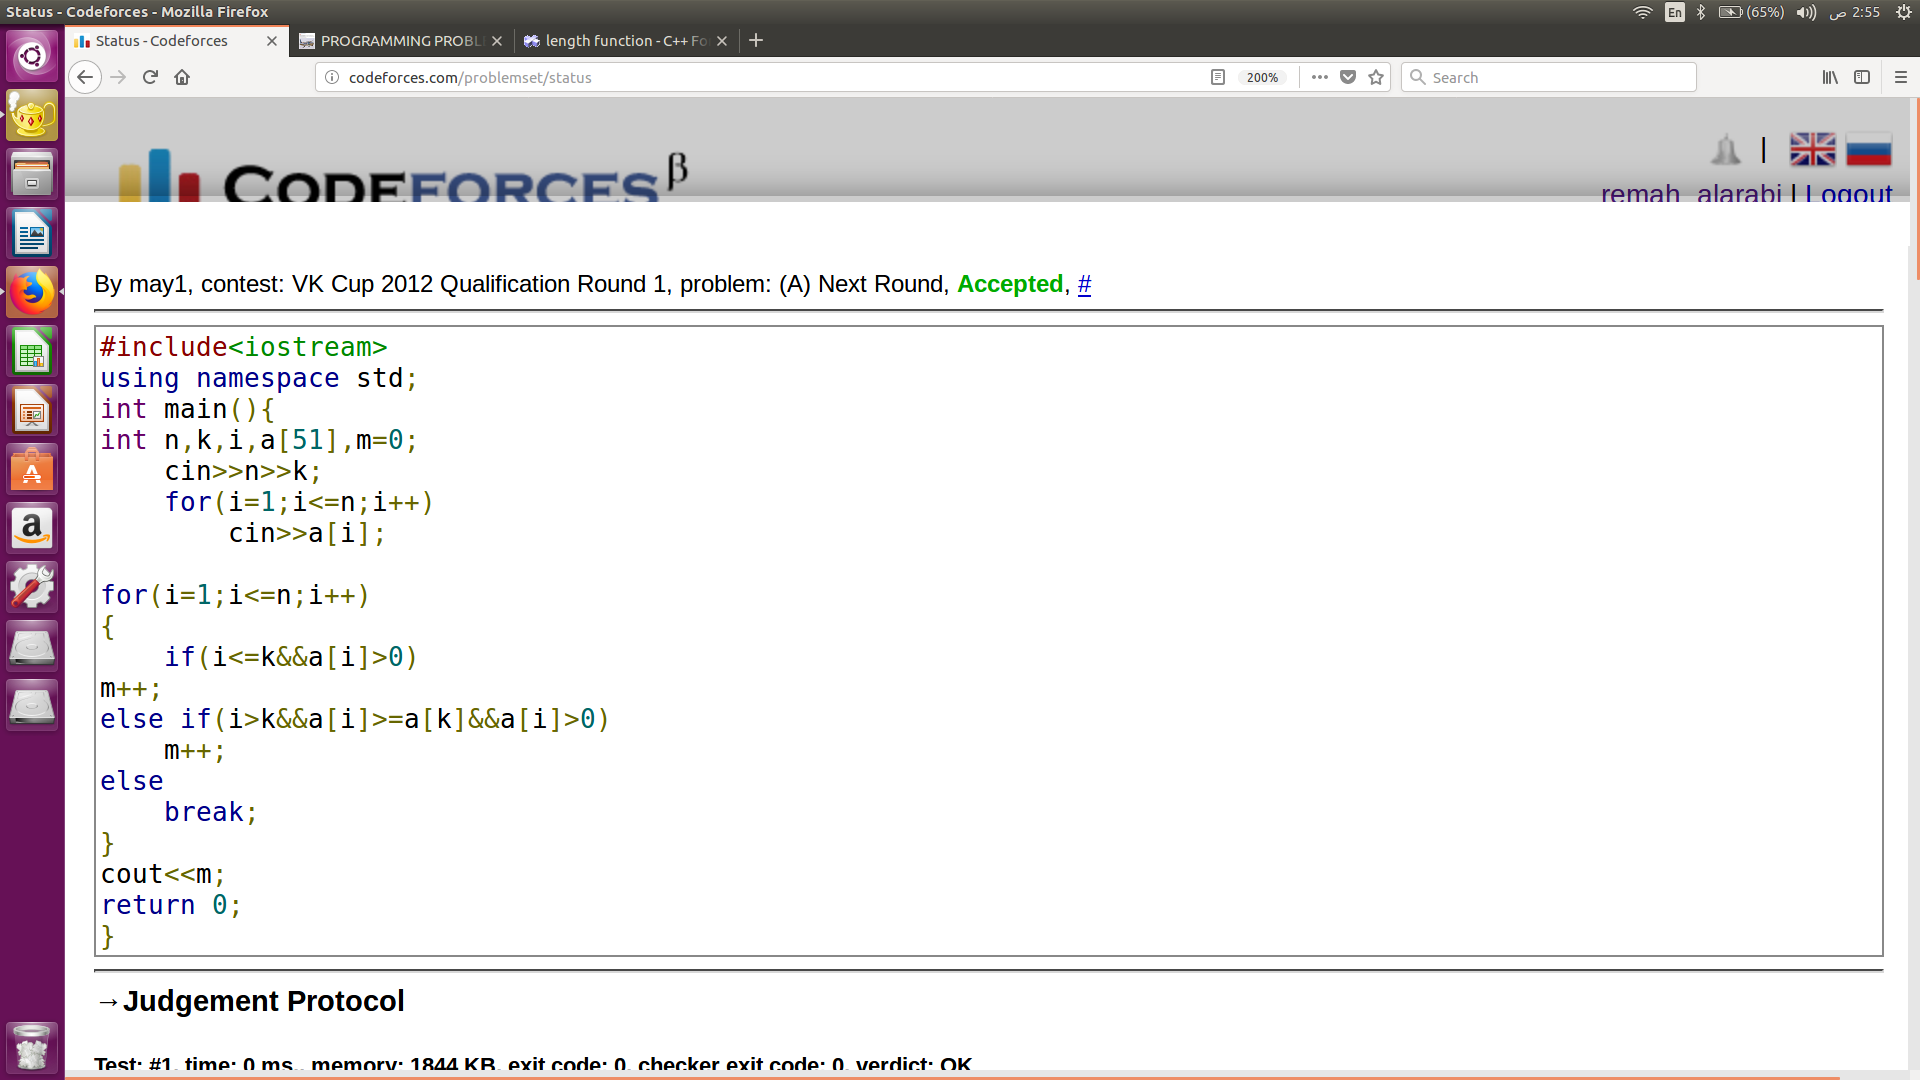 Status - Codeforces - Mozilla Firefox
En (65%) 2:55 ص
Status - Codeforces
PROGRAMMING PROBL
length function - C++ Fo
codeforces.com/problemset/status
200%
Search
CODEFORCES β
|
remah_alarabi | Logout
By may1, contest: VK Cup 2012 Qualification Round 1, problem: (A) Next Round, Accepted, #
#include<iostream>
using namespace std;
int main(){
int n,k,i,a[51],m=0;
    cin>>n>>k;
    for(i=1;i<=n;i++)
        cin>>a[i];
for(i=1;i<=n;i++)
{
    if(i<=k&&a[i]>0)
m++;
else if(i>k&&a[i]>=a[k]&&a[i]>0)
    m++;
else
    break;
}
cout<<m;
return 0;
}
→Judgement Protocol
Test: #1, time: 0 ms., memory: 1844 KB, exit code: 0, checker exit code: 0, verdict: OK